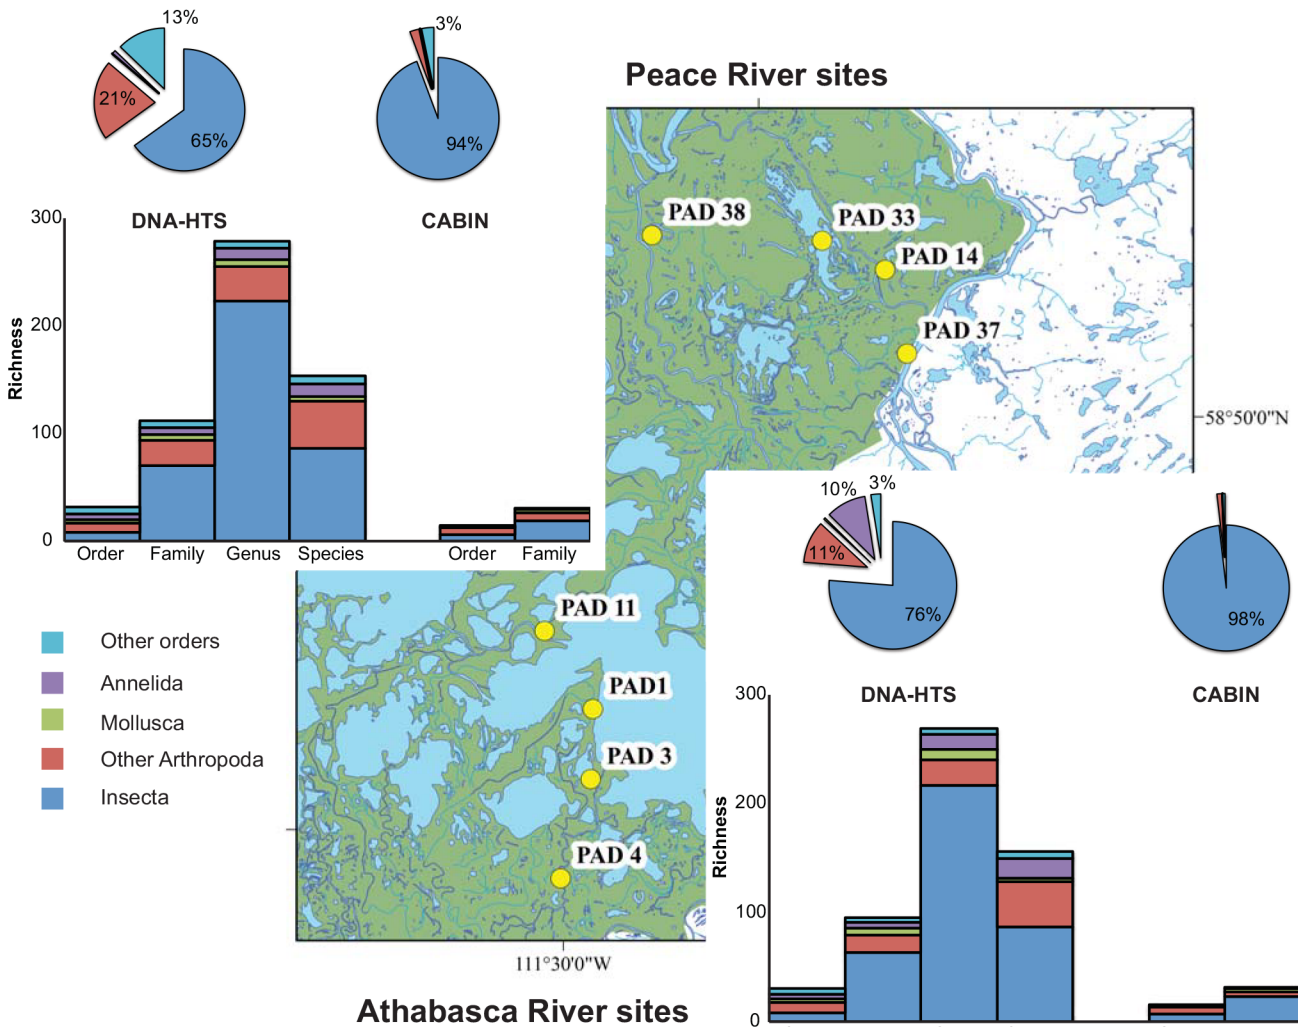 13%
3%
21%
65%
94%
Peace River sites
DNA-HTS
CABIN
300
200
100
0
Richness
Order Family Genus Species Order Family
PAD 38
PAD 33
PAD 14
PAD 37
58°50'0"N
PAD 11
PAD1
PAD 3
PAD 4
111°30'0"W
Athabasca River sites
Other orders
Annelida
Mollusca
Other Arthropoda
Insecta
10%
3%
11%
76%
98%
DNA-HTS
CABIN
300
200
100
0
Richness